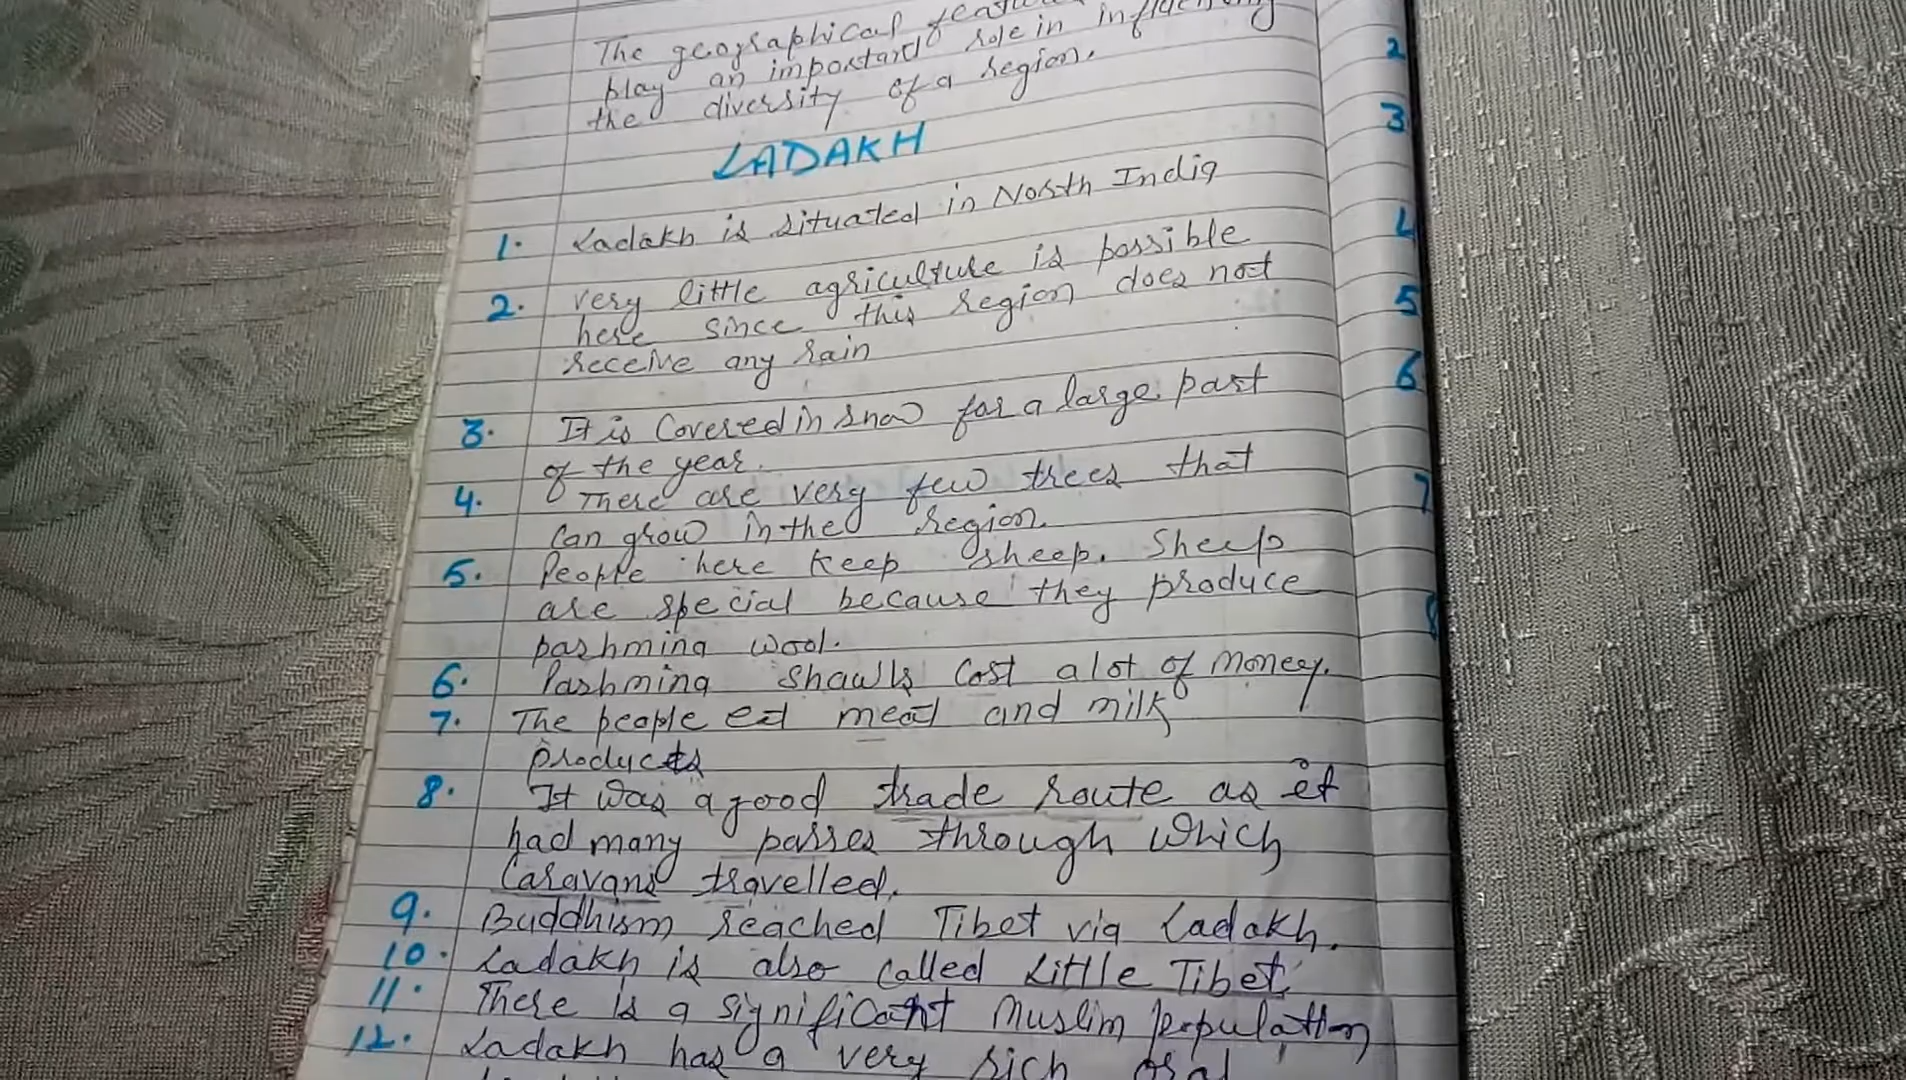 The geographical
play an important role in
the diversity of a region.
LADAKH
1. Ladakh is situated in North India
2. very little agriculture is possible
here since this region does not
receive any rain
3. It is Covered in snow for a large part
of the year.
4. There are very few trees that
can grow in the region.
5. People here keep sheep. Sheep
are special because they produce
pashmina wool.
6. Pashmina shawls cost a lot of money.
7. The people eat meat and milk
products
8. It was a good trade route as it
had many passes through which
Caravans travelled.
9. Buddhism reached Tibet via Ladakh.
10. Ladakh is also called Little Tibet.
11. There is a significant Muslim population
12. Ladakh has a very rich oral
2
3
4
5
6
7